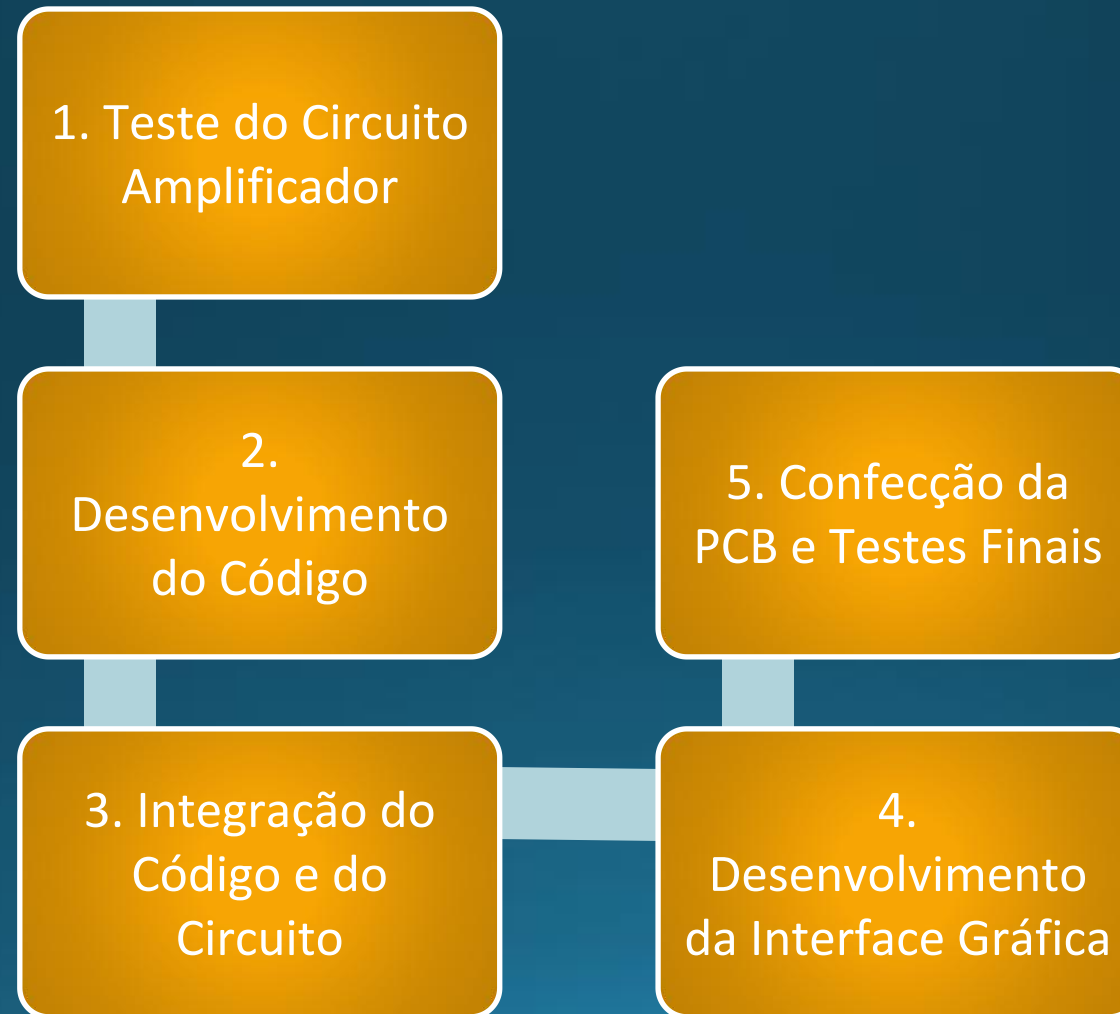 1. Teste do Circuito
Amplificador
2.
Desenvolvimento
do Código
3. Integração do
Código e do
Circuito
4.
Desenvolvimento
da Interface Gráfica
5. Confecção da
PCB e Testes Finais